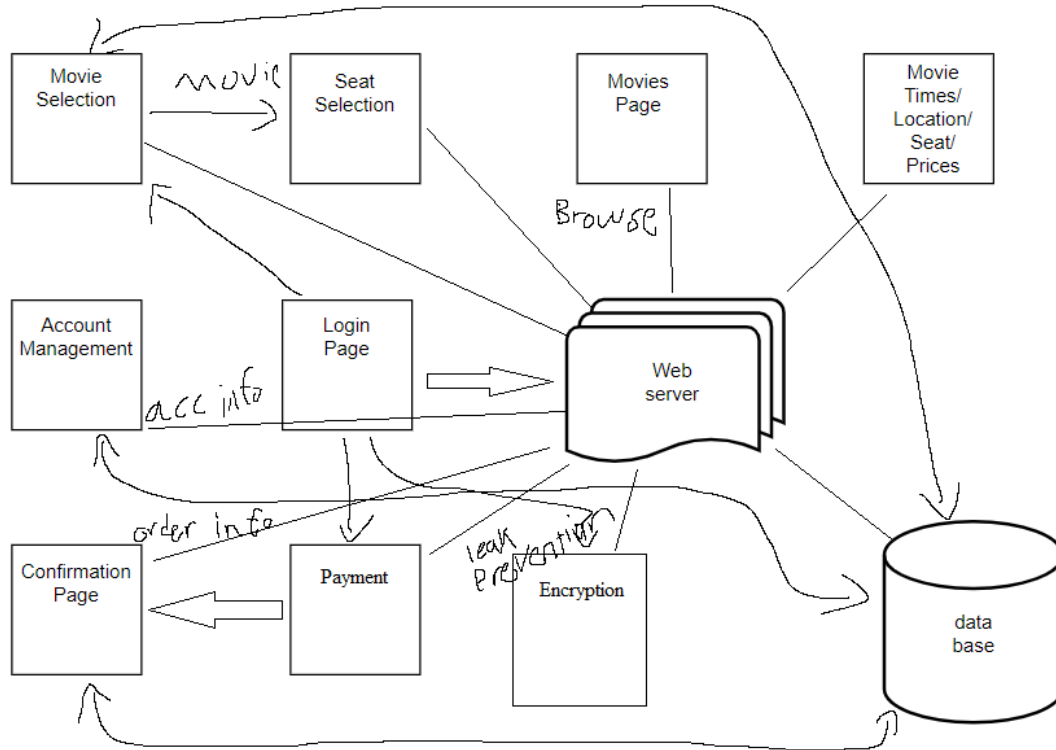 Movie
Selection
movie
Seat
Selection
Movies
Page
Movie
Times/
Location/
Seat/
Prices
Browse
Account
Management
Login
Page
Web
server
acc info
order info
leak
prevention
Confirmation
Page
Payment
Encryption
data
base